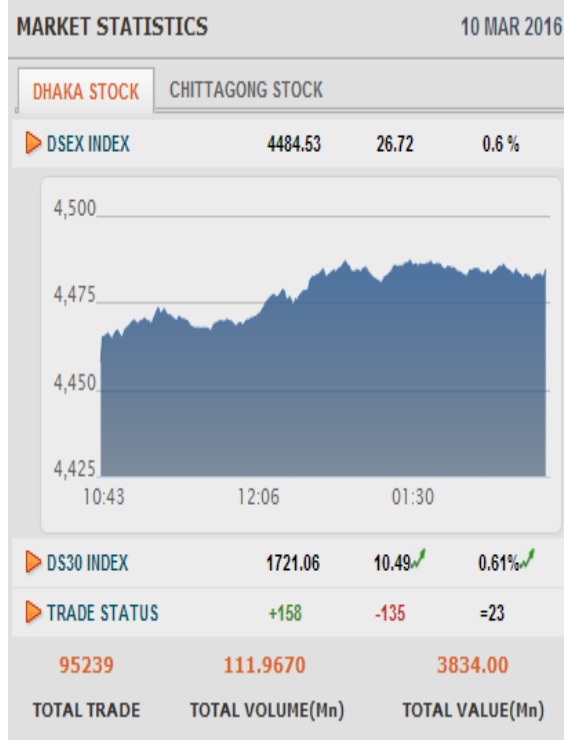 MARKET STATISTICS 10 MAR 2016
DHAKA STOCK CHITTAGONG STOCK
DSEX INDEX 4484.53 26.72 0.6 %
4,500
4,475
4,450
4,425
10:43 12:06 01:30
DS30 INDEX 1721.06 10.49 0.61%
TRADE STATUS +158 -135 =23
95239 111.9670 3834.00
TOTAL TRADE TOTAL VOLUME(Mn) TOTAL VALUE(Mn)